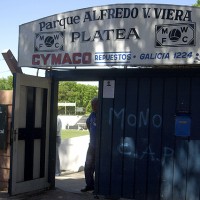 Parque ALFREDO V. VIERA
M W F C PLATEA M W F C
CYMACO REPUESTOS - GALICIA 1224
MONO